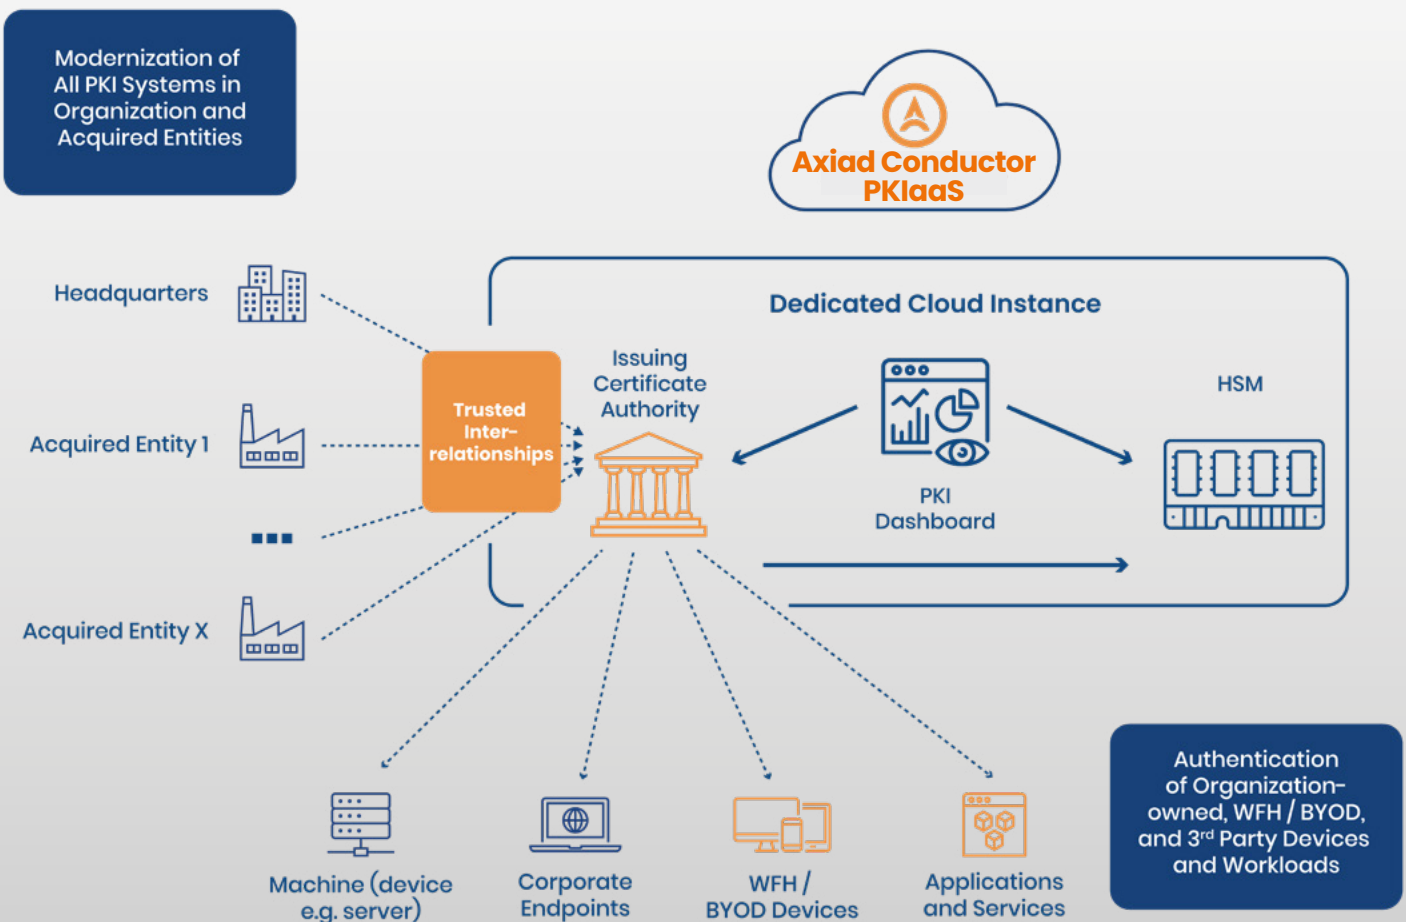 Modernization of
All PKI Systems in
Organization and
Acquired Entities
Axiad Conductor
PKIaaS
Headquarters
Acquired Entity 1
Acquired Entity X
Trusted
Inter-
relationships
Dedicated Cloud Instance
Issuing
Certificate
Authority
PKI
Dashboard
HSM
Machine (device
e.g. server)
Corporate
Endpoints
WFH /
BYOD Devices
Applications
and Services
Authentication
of Organization-
owned, WFH / BYOD,
and 3rd Party Devices
and Workloads